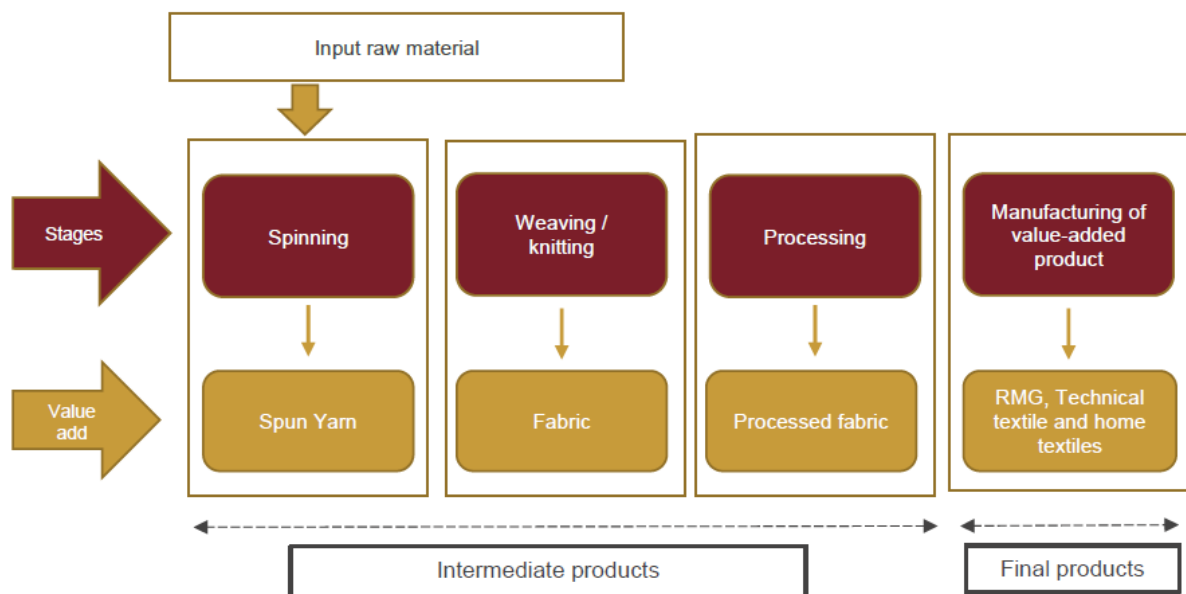 Input raw material
Stages
Spinning
Weaving /
knitting
Processing
Manufacturing of
value-added
product
Value
add
Spun Yarn
Fabric
Processed fabric
RMG, Technical
textile and home
textiles
Intermediate products
Final products